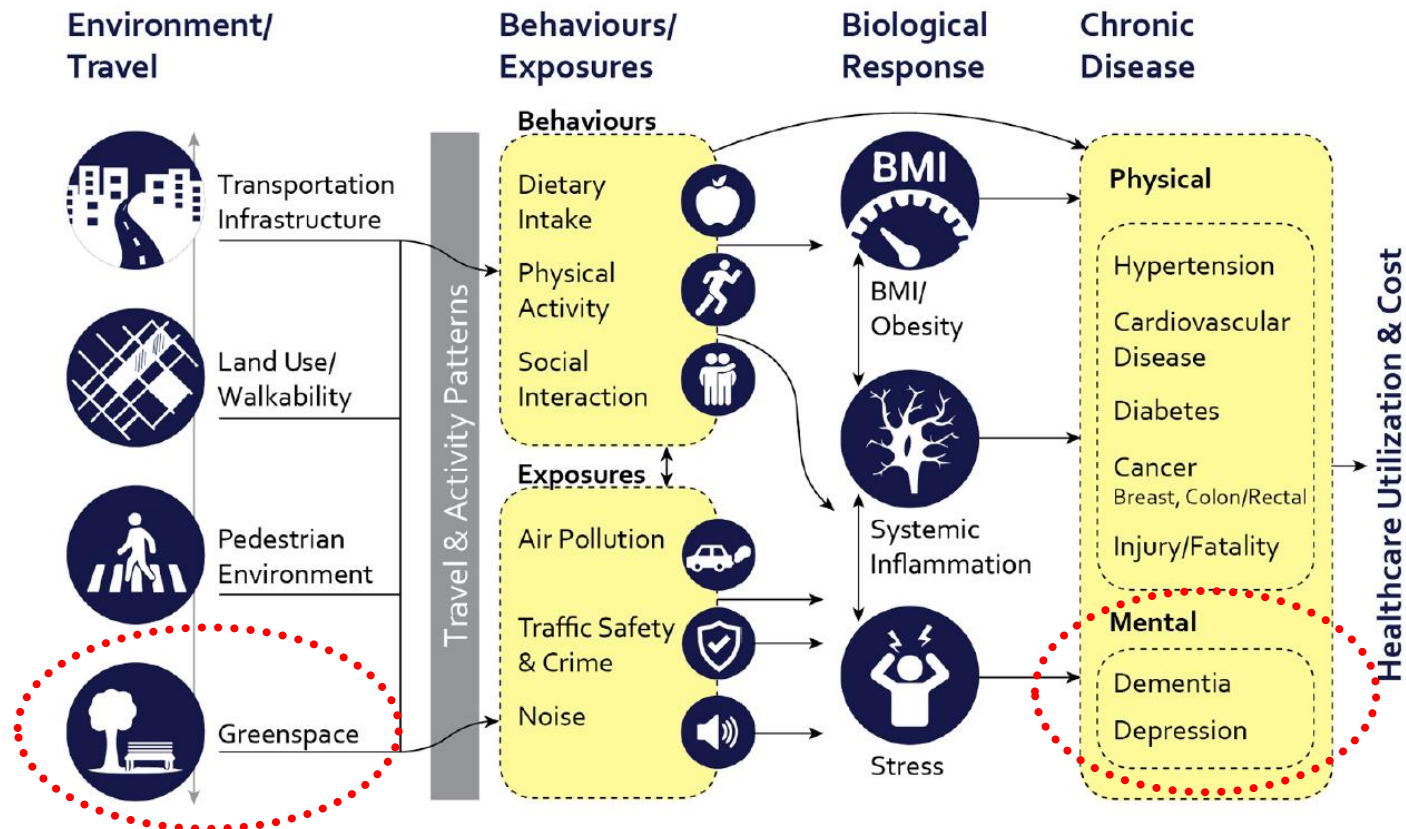 Environment/
Travel
Behaviours/
Exposures
Biological
Response
Chronic
Disease
Transportation
Infrastructure
Land Use/
Walkability
Pedestrian
Environment
Greenspace
Travel & Activity Patterns
Behaviours
Dietary
Intake
Physical
Activity
Social
Interaction
Exposures
Air Pollution
Traffic Safety
& Crime
Noise
BMI
BMI/
Obesity
Systemic
Inflammation
Stress
Physical
Hypertension
Cardiovascular
Disease
Diabetes
Cancer
Breast, Colon/Rectal
Injury/Fatality
Mental
Dementia
Depression
Healthcare Utilization & Cost